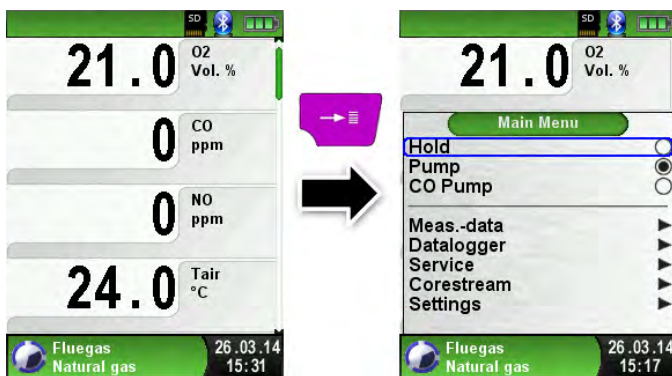 SD
21.0 O2 Vol. %
0 CO ppm
0 NO ppm
24.0 Tair °C
Fluegas 26.03.14
Natural gas 15:31
SD
21.0 O2 Vol. %
Main Menu
Hold
Pump
CO Pump
Meas.-data
Datalogger
Service
Corestream
Settings
Fluegas 26.03.14
Natural gas 15:17